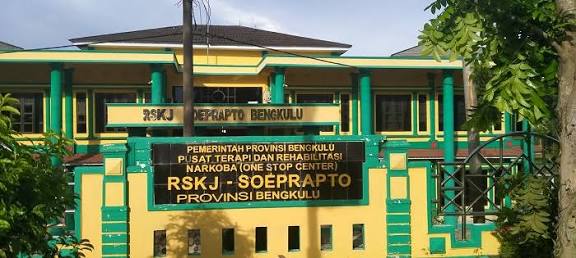 RSKJ SOEPRAPTO BENGKULU
PEMERINTAH PROVINSI BENGKULU
PUSAT TERAPI DAN REHABILITASI
NARKOBA (ONE STOP CENTER)
RSKJ - SOEPRAPTO
PROVINSI BENGKULU